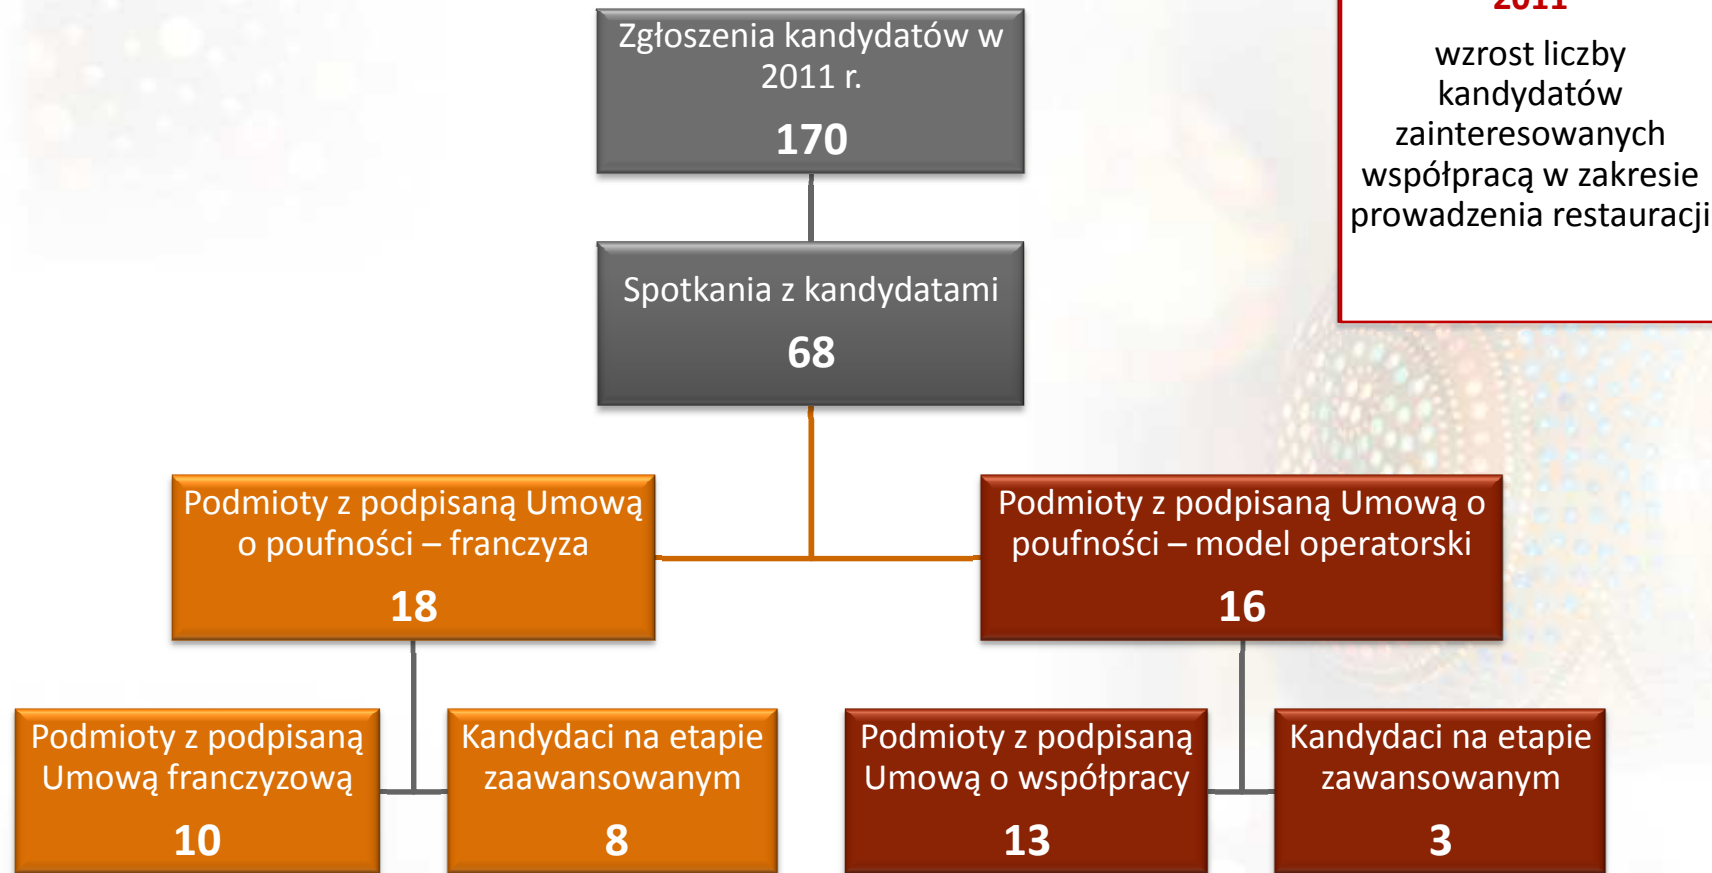 Zgłoszenia kandydatów w
2011 r.
170
2011
wzrost liczby
kandydatów
zainteresowanych
współpracą w zakresie
prowadzenia restauracji
Spotkania z kandydatami
68
Podmioty z podpisaną Umową
o poufności – franczyza
18
Podmioty z podpisaną Umową o
poufności – model operatorski
16
Podmioty z podpisaną
Umową franczyzową
10
Kandydaci na etapie
zaawansowanym
8
Podmioty z podpisaną
Umową o współpracy
13
Kandydaci na etapie
zawansowanym
3